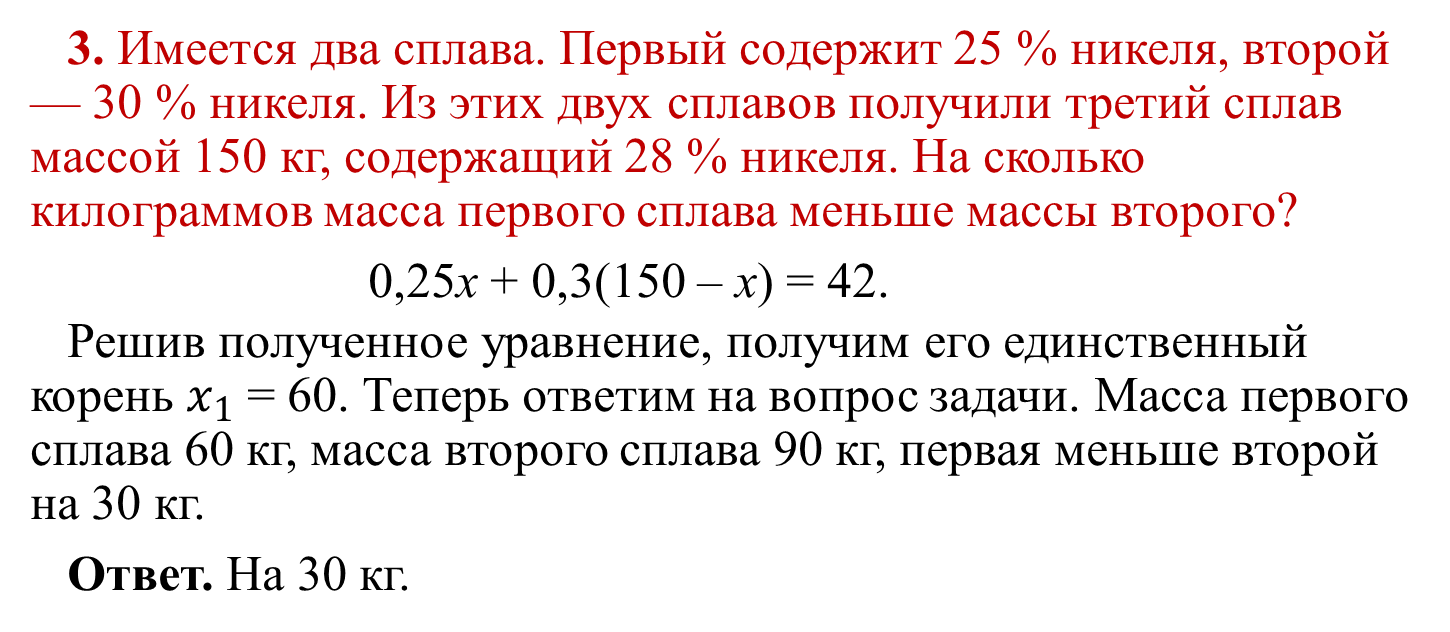 3. Имеется два сплава. Первый содержит 25 % никеля, второй
— 30 % никеля. Из этих двух сплавов получили третий сплав
массой 150 кг, содержащий 28 % никеля. На сколько
килограммов масса первого сплава меньше массы второго?
0,25x + 0,3(150 – x) = 42.
Решив полученное уравнение, получим его единственный
корень x₁ = 60. Теперь ответим на вопрос задачи. Масса первого
сплава 60 кг, масса второго сплава 90 кг, первая меньше второй
на 30 кг.
Ответ. На 30 кг.